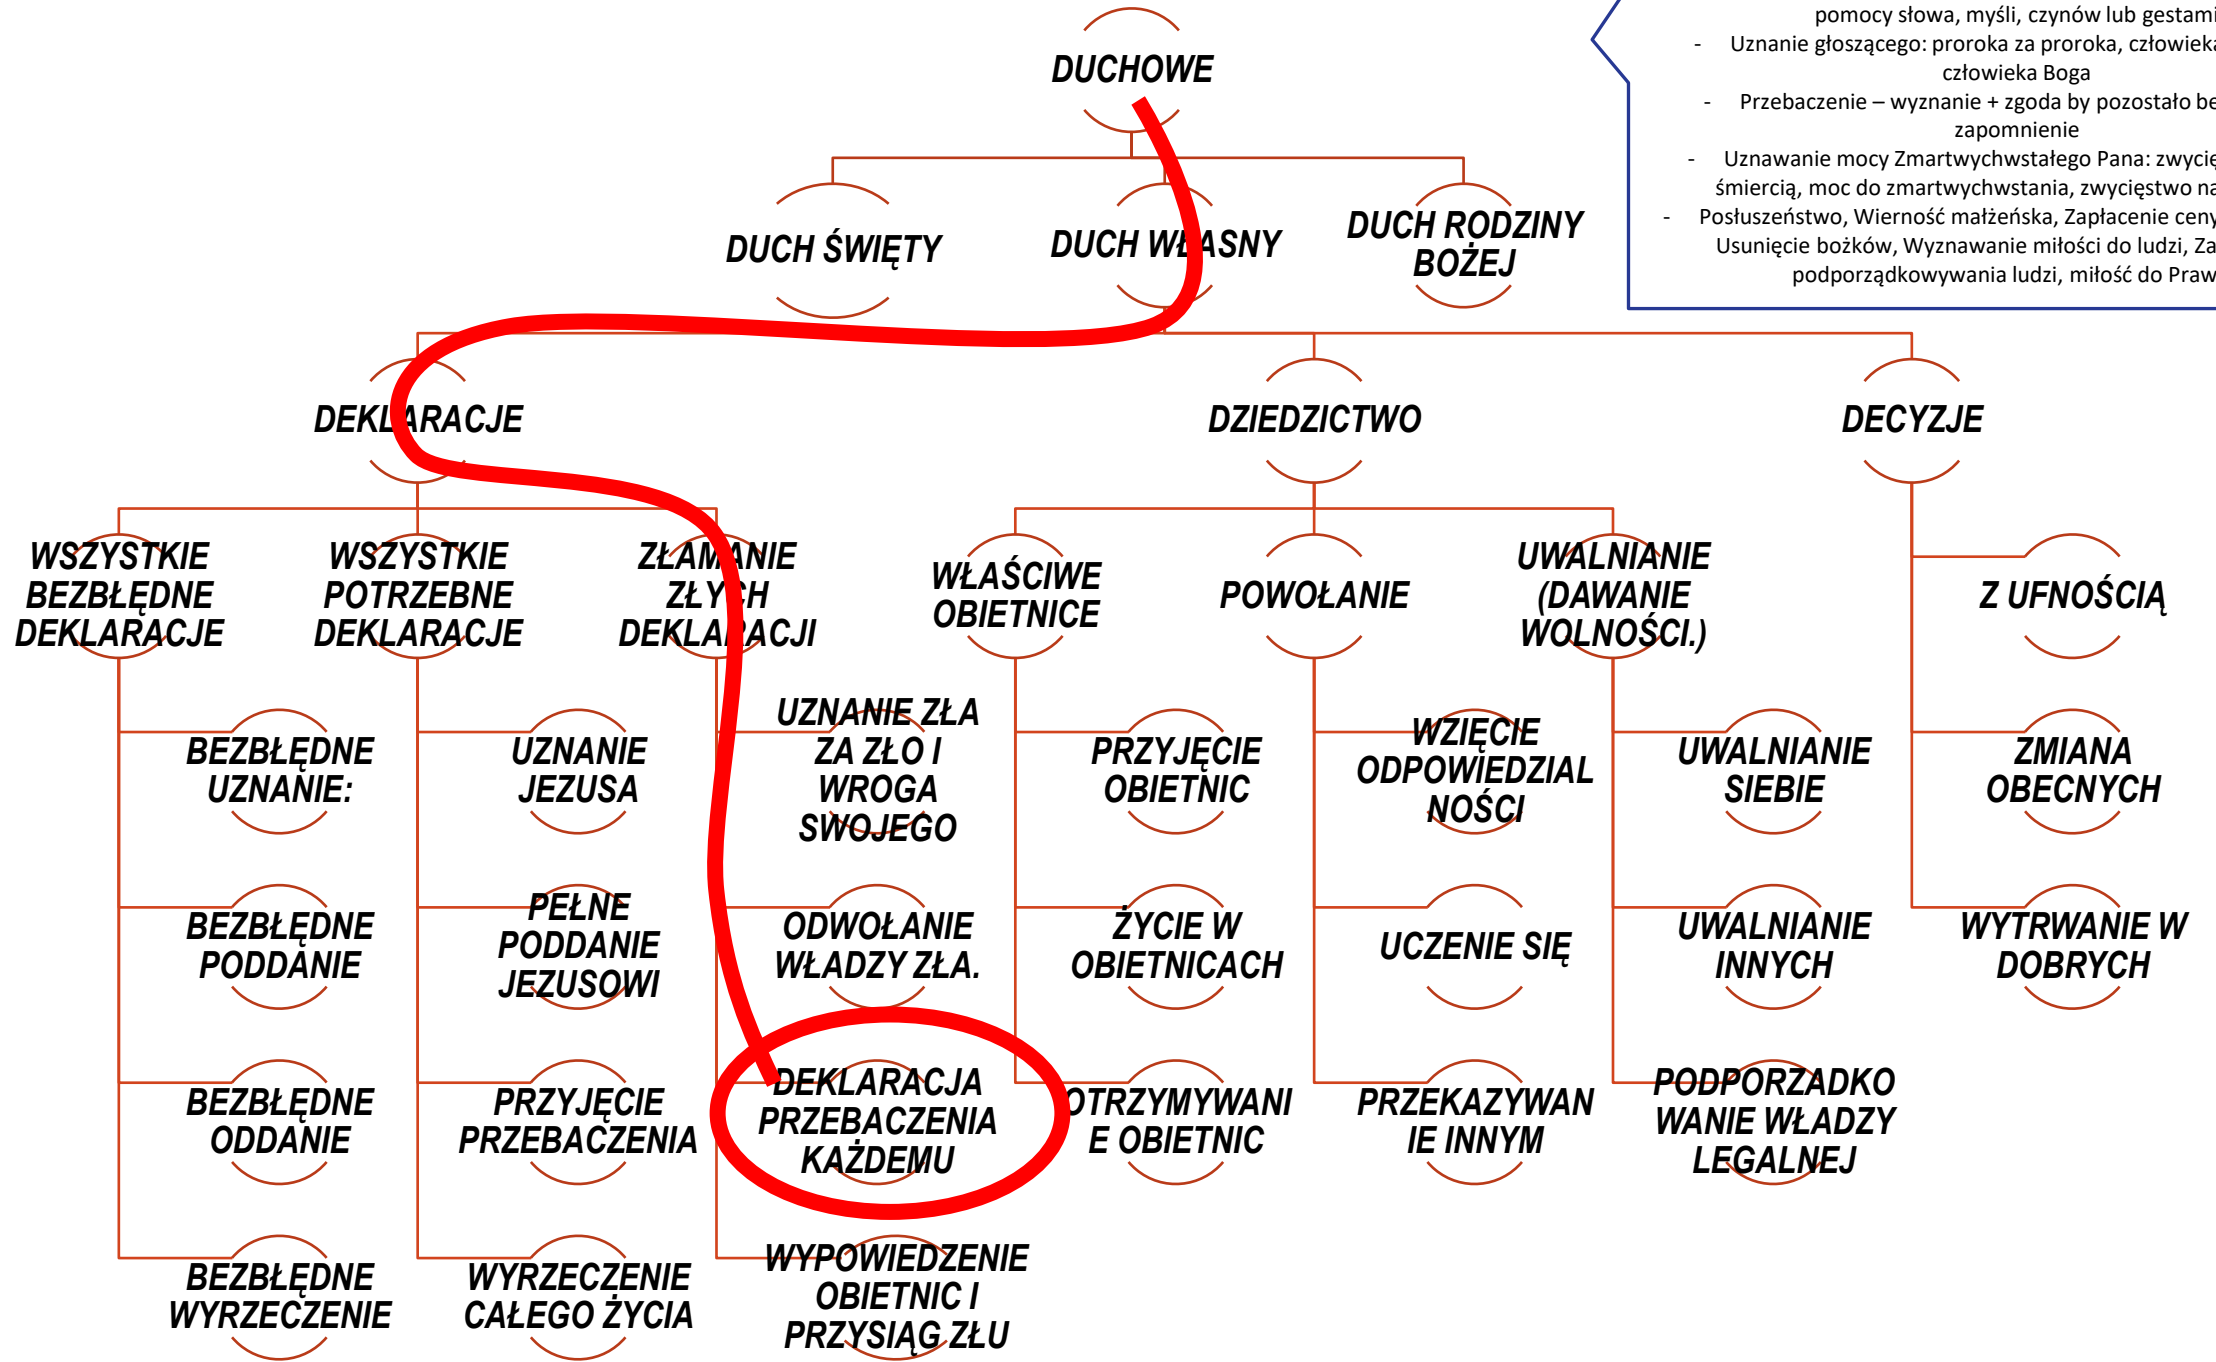 pomocy słowa, myśli, czynów lub gestami
- Uznanie głoszącego: proroka za proroka, człowieka
człowieka Boga
- Przebaczenie – wyznanie + zgoda by pozostało
zapomnienie
- Uznawanie mocy Zmartwychwstałego Pana:
śmiercią, moc do zmartwychwstania, zwycięstwo
- Posłuszeństwo, Wierność małżeńska, Zapłacenie ceny
Usunięcie bożków, Wyznawanie miłości do ludzi,
podporządkowywania ludzi, miłość do
DUCHOWE
DUCH ŚWIĘTY
DUCH WŁASNY
DUCH RODZINY
BOŻEJ
DEKLARACJE
DZIEDZICTWO
DECYZJE
WSZYSTKIE
BEZBŁĘDNE
DEKLARACJE
WSZYSTKIE
POTRZEBNE
DEKLARACJE
ZŁAMANIE
ZŁYCH
DEKLARACJI
WŁAŚCIWE
OBIETNICE
POWOŁANIE
UWALNIANIE
(DAWANIE
WOLNOŚCI.)
Z UFNOŚCIĄ
BEZBŁĘDNE
UZNANIE:
UZNANIE
JEZUSA
UZNANIE ZŁA
ZA ZŁO I
WROGA
SWOJEGO
PRZYJĘCIE
OBIETNIC
WZIĘCIE
ODPOWIEDZIAL
NOŚCI
UWALNIANIE
SIEBIE
ZMIANA
OBECNYCH
BEZBŁĘDNE
PODDANIE
PEŁNE
PODDANIE
JEZUSOWI
ODWOŁANIE
WŁADZY ZŁA.
ŻYCIE W
OBIETNICACH
UCZENIE SIĘ
UWALNIANIE
INNYCH
WYTRWANIE W
DOBRYCH
BEZBŁĘDNE
ODDANIE
PRZYJĘCIE
PRZEBACZENIA
DEKLARACJA
PRZEBACZENIA
KAŻDEMU
OTRZYMYWANI
E OBIETNIC
PRZEKAZYWAN
IE INNYM
PODPORZADKO
WANIE WŁADZY
LEGALNEJ
BEZBŁĘDNE
WYRZECZENIE
WYRZECZENIE
CAŁEGO ŻYCIA
WYPOWIEDZENIE
OBIETNIC I
PRZYSIĄG ZŁU